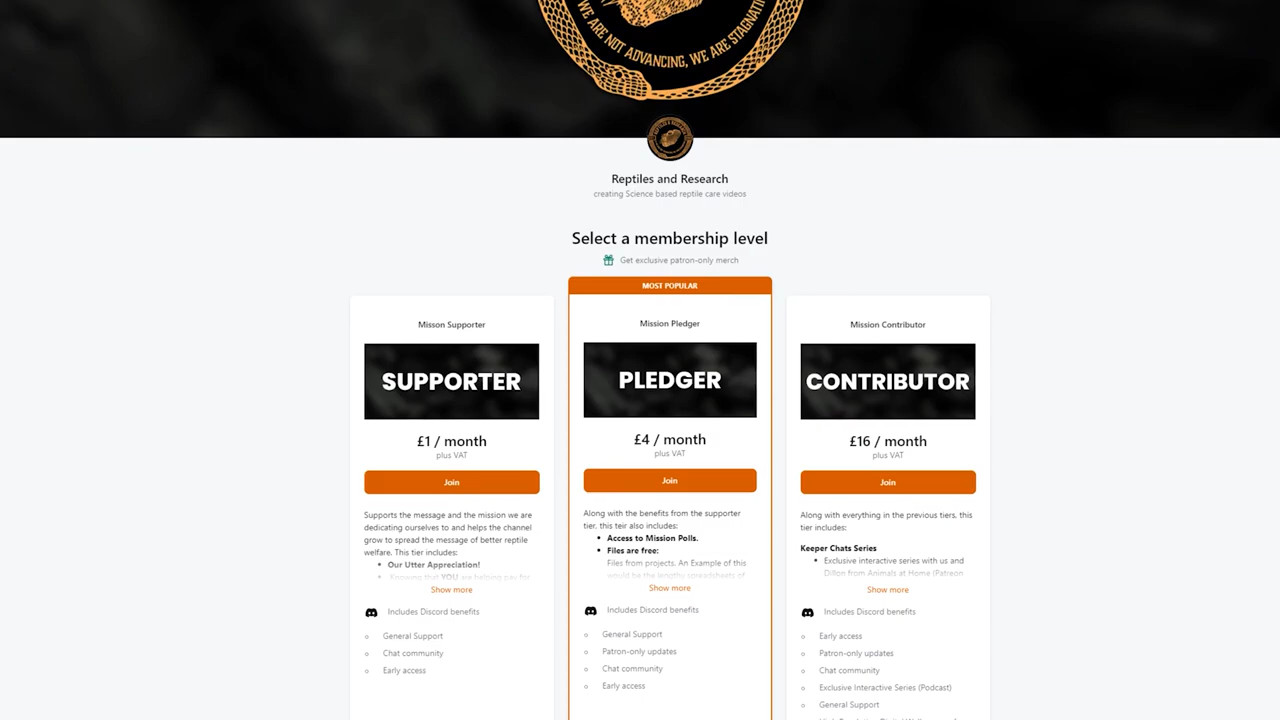 WE ARE NOT ADVANCING, WE ARE STAGNATIN
Reptiles and Research
creating Science based reptile care videos
Select a membership level
Get exclusive patron-only merch
MOST POPULAR
Misson Supporter
SUPPORTER
£1 / month
plus VAT
Join
Supports the message and the mission we are
dedicating ourselves to and helps the channel
grow to spread the message of better reptile
welfare. This tier includes:
Our Utter Appreciation!
Knowing that YOU are helping pay for
Show more
Includes Discord benefits
General Support
Chat community
Early access
Mission Pledger
PLEDGER
£4 / month
plus VAT
Join
Along with the benefits from the supporter
tier, this teir also includes:
Access to Mission Polls.
Files are free:
Files from projects. An Example of this
would be the lengthy spreadsheets of
Show more
Includes Discord benefits
General Support
Patron-only updates
Chat community
Early access
Mission Contributor
CONTRIBUTOR
£16 / month
plus VAT
Join
Along with everything in the previous tiers, this
tier includes:
Keeper Chats Series
Exclusive interactive series with us and
Dillon from Animals at Home (Patreon
Show more
Includes Discord benefits
Early access
Patron-only updates
Chat community
Exclusive Interactive Series (Podcast)
General Support